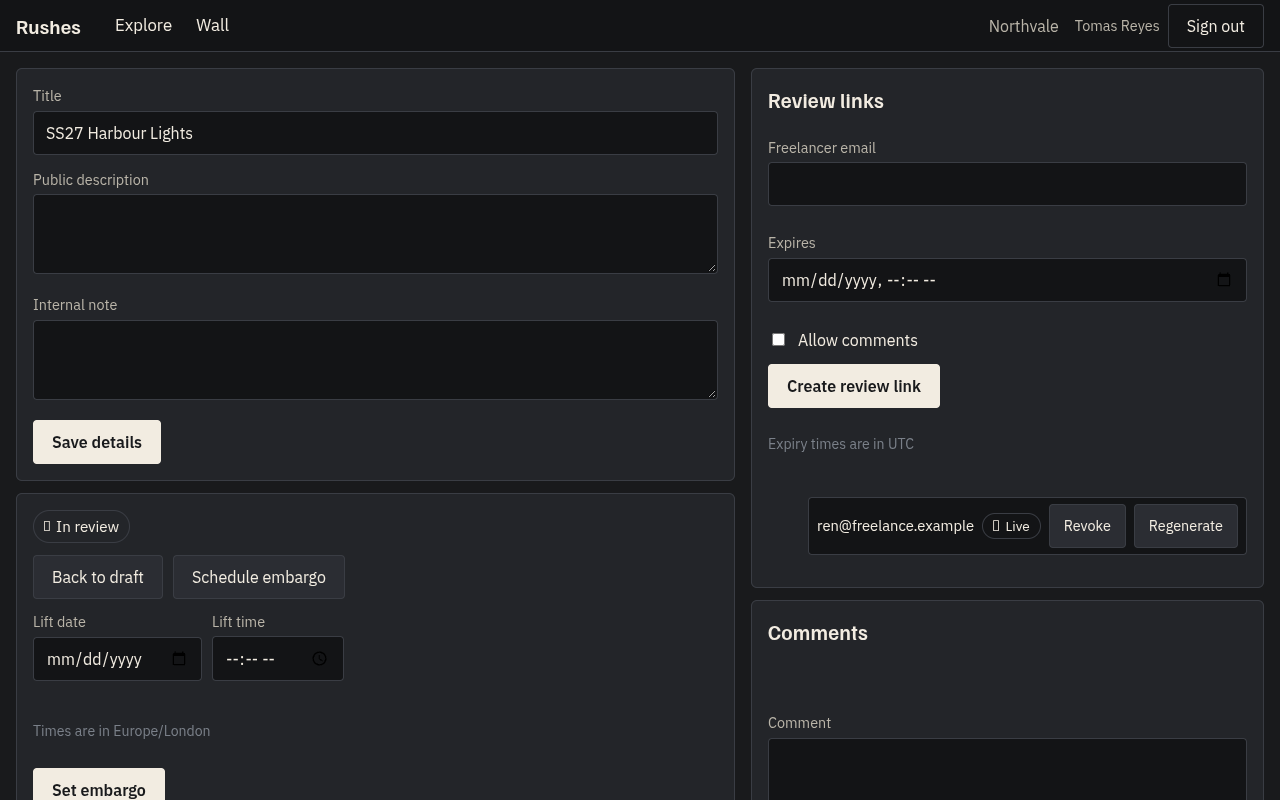 Rushes
Explore
Wall
Northvale
Tomas Reyes
Sign out
Title
SS27 Harbour Lights
Public description
Internal note
Save details
In review
Back to draft
Schedule embargo
Lift date
Lift time
mm/dd/yyyy
--:-- --
Times are in Europe/London
Set embargo
Review links
Freelancer email
Expires
mm/dd/yyyy, --:-- --
Allow comments
Create review link
Expiry times are in UTC
ren@freelance.example
Live
Revoke
Regenerate
Comments
Comment